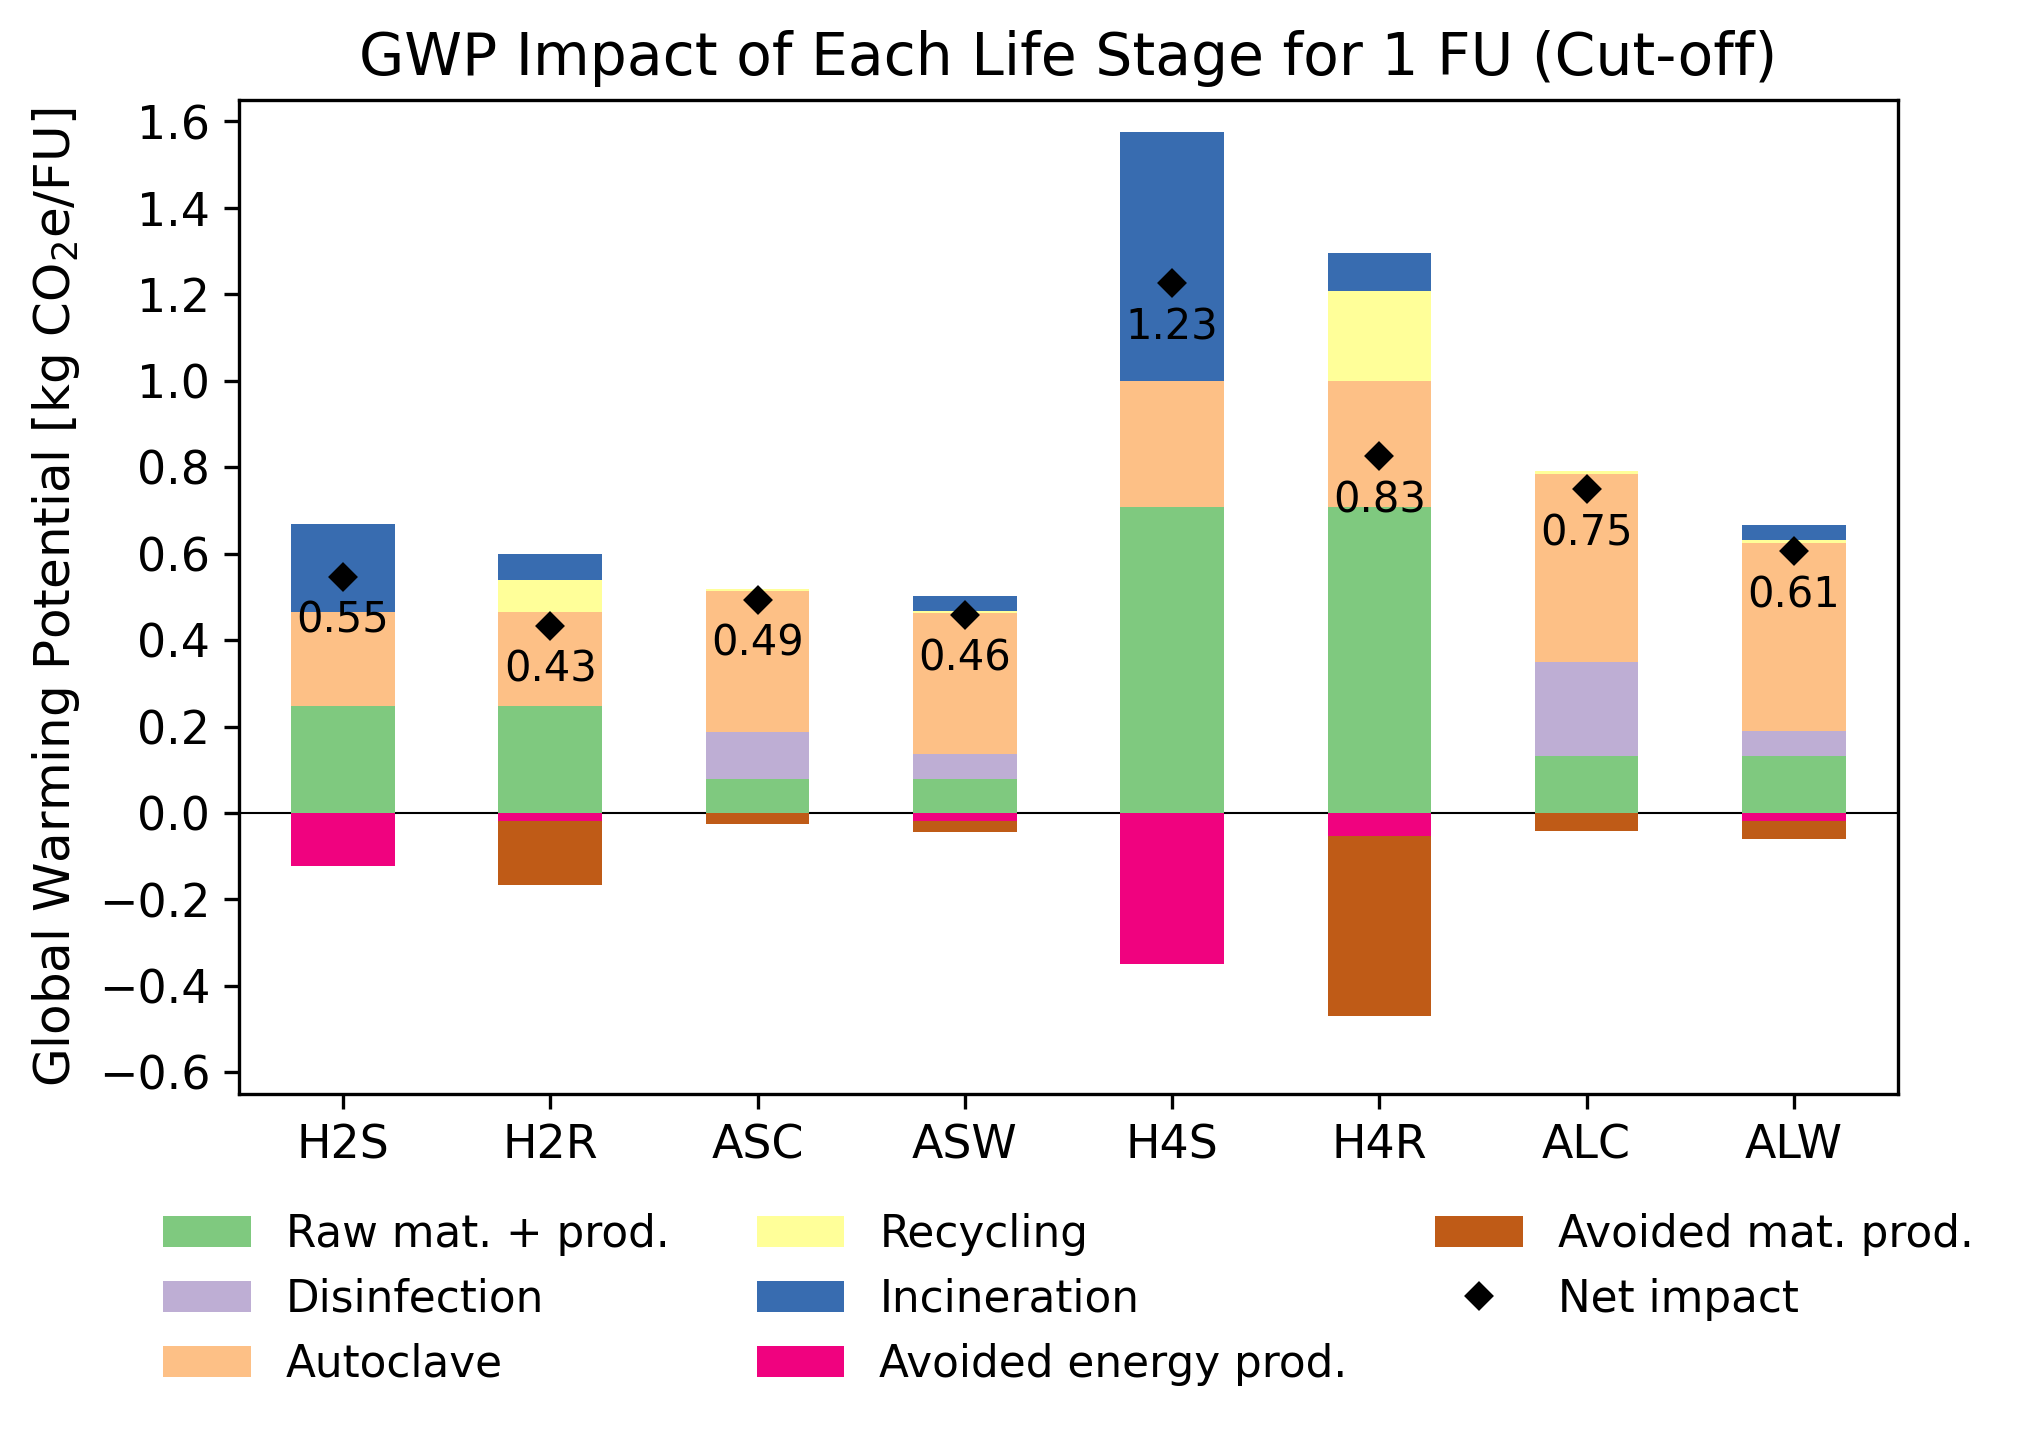 GWP Impact of Each Life Stage for 1 FU (Cut-off)
Global Warming Potential [kg CO₂e/FU]
1.6
1.4
1.2
1.0
0.8
0.6
0.4
0.2
0.0
−0.2
−0.4
−0.6
0.55
0.43
0.49
0.46
1.23
0.83
0.75
0.61
H2S H2R ASC ASW H4S H4R ALC ALW
Raw mat. + prod.
Disinfection
Autoclave
Recycling
Incineration
Avoided energy prod.
Avoided mat. prod.
Net impact